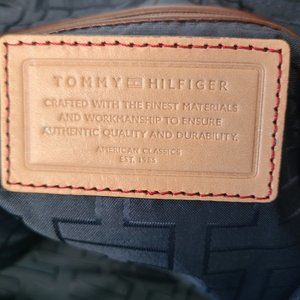 TOMMY HILFIGER
CRAFTED WITH THE FINEST MATERIALS
AND WORKMANSHIP TO ENSURE
AUTHENTIC QUALITY AND DURABILITY.
AMERICAN CLASSICS
EST. 1985